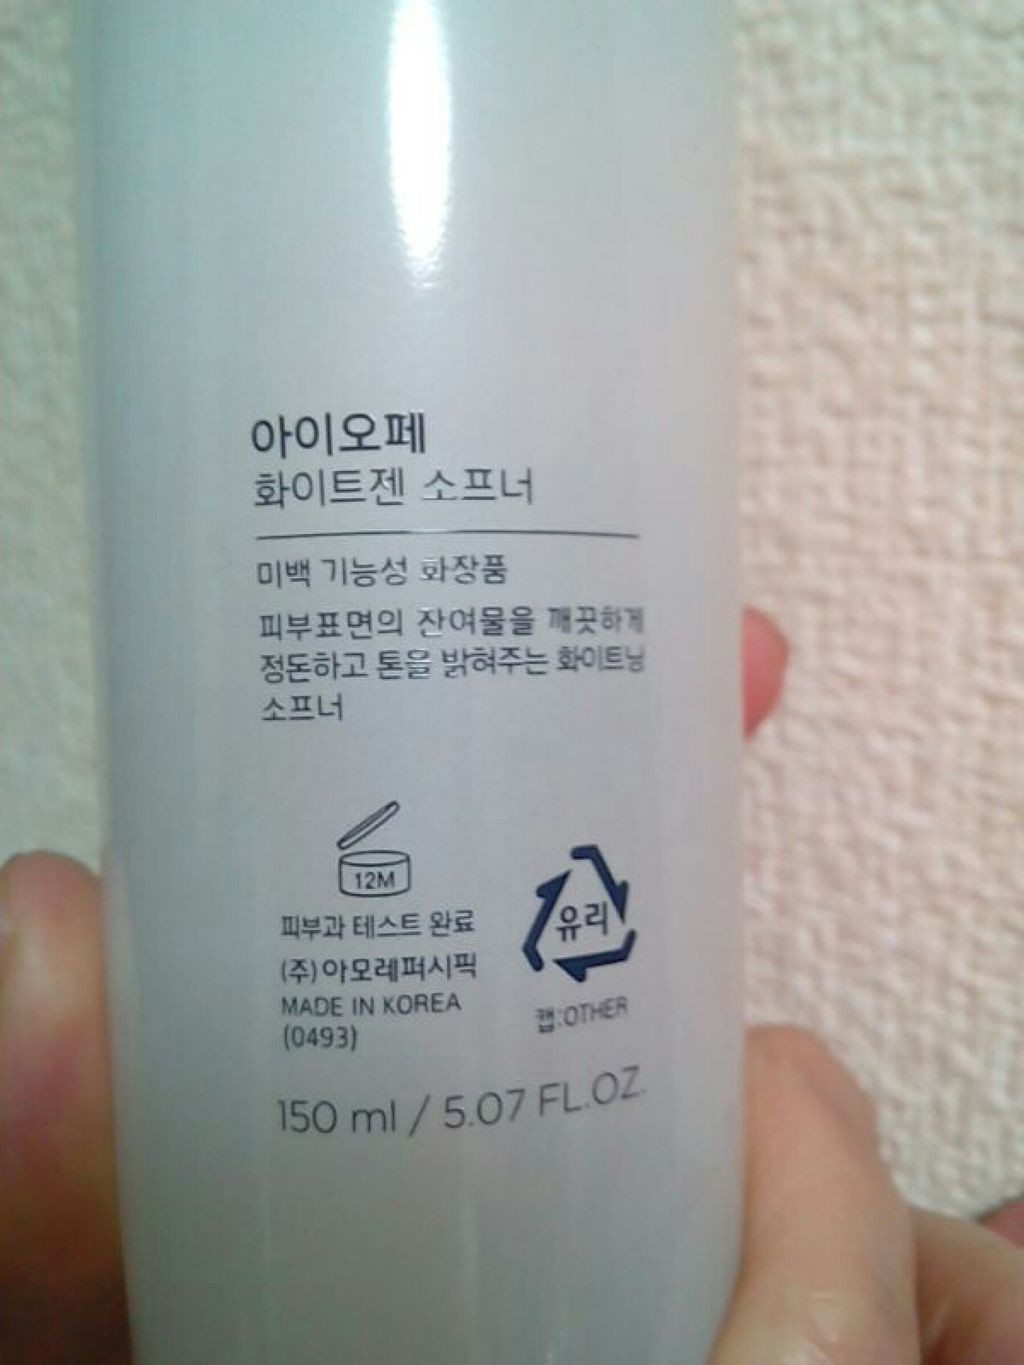 아이오페
화이트젠 소프너
미백 기능성 화장품
피부표면의 잔여물을 깨끗하게
정돈하고 톤을 밝혀주는 화이트닝
소프너
12M
피부과 테스트 완료
(주)아모레퍼시픽
MADE IN KOREA
(0493)
유리
캡:OTHER
150 ml / 5.07 FL.OZ.